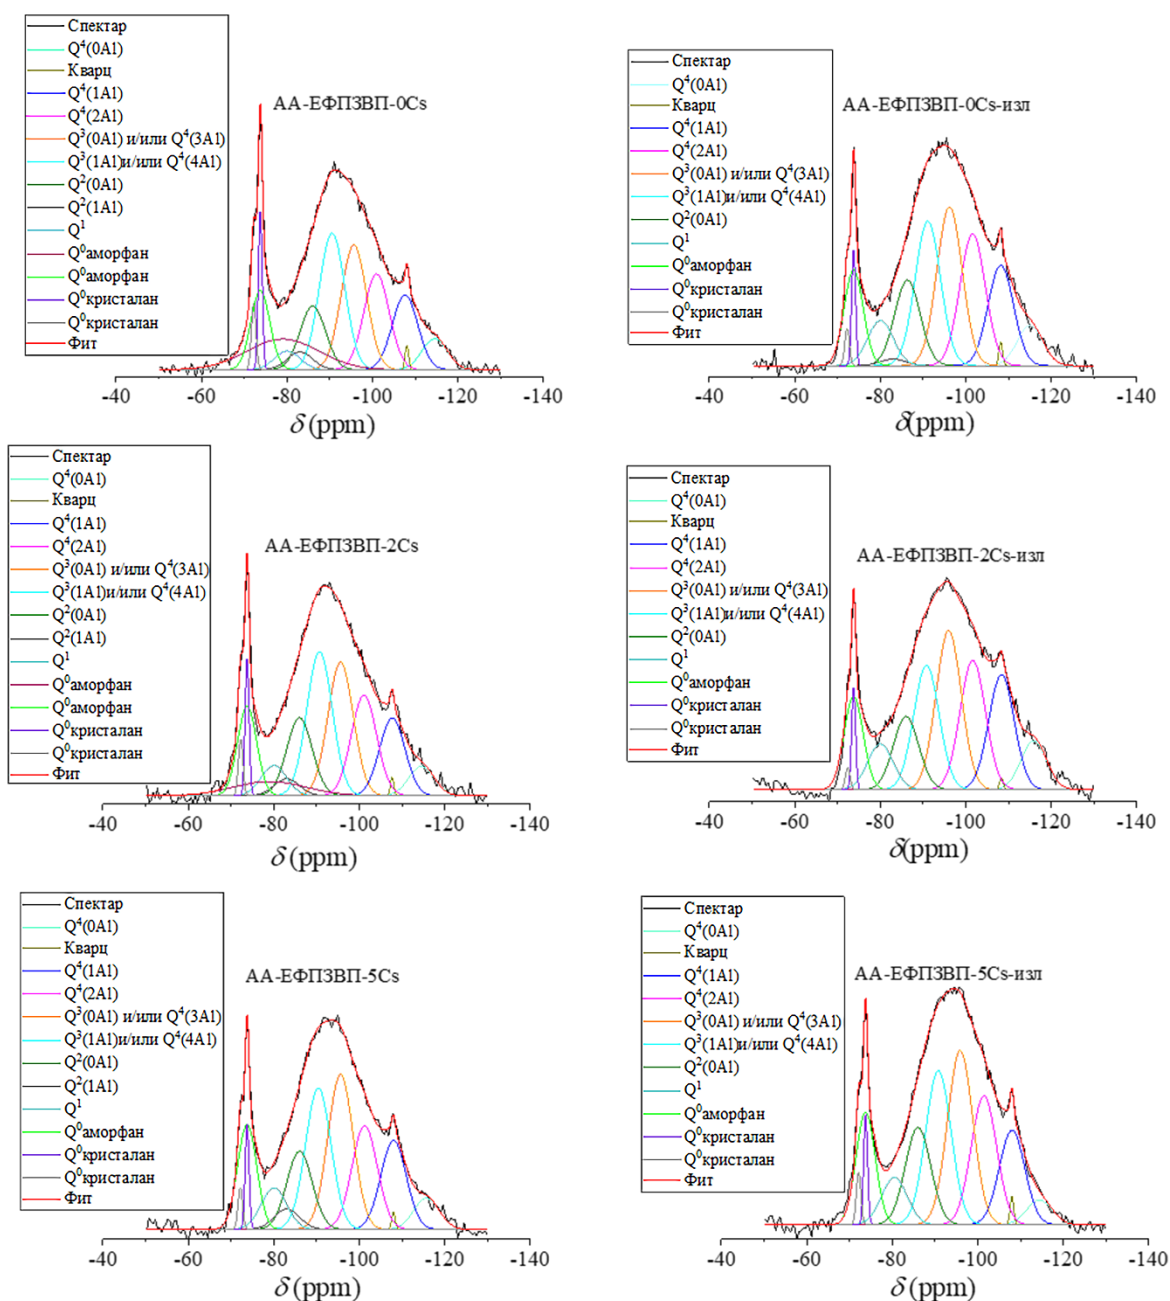 Спектар
Q⁴(0Al)
Кварц
Q⁴(1Al)
Q⁴(2Al)
Q³(0Al) и/или Q⁴(3Al)
Q³(1Al)и/или Q⁴(4Al)
Q²(0Al)
Q²(1Al)
Q¹
Q⁰аморфан
Q⁰аморфан
Q⁰кристалан
Q⁰кристалан
Фит
АА-ЕФПЗВП-0Cs
-40 -60 -80 -100 -120 -140
δ (ppm)
Спектар
Q⁴(0Al)
Кварц
Q⁴(1Al)
Q⁴(2Al)
Q³(0Al) и/или Q⁴(3Al)
Q³(1Al)и/или Q⁴(4Al)
Q²(0Al)
Q¹
Q⁰аморфан
Q⁰кристалан
Q⁰кристалан
Фит
АА-ЕФПЗВП-0Cs-изл
-40 -60 -80 -100 -120 -140
δ(ppm)
Спектар
Q⁴(0Al)
Кварц
Q⁴(1Al)
Q⁴(2Al)
Q³(0Al) и/или Q⁴(3Al)
Q³(1Al)и/или Q⁴(4Al)
Q²(0Al)
Q²(1Al)
Q¹
Q⁰аморфан
Q⁰аморфан
Q⁰кристалан
Q⁰кристалан
Фит
АА-ЕФПЗВП-2Cs
-40 -60 -80 -100 -120 -140
δ (ppm)
Спектар
Q⁴(0Al)
Кварц
Q⁴(1Al)
Q⁴(2Al)
Q³(0Al) и/или Q⁴(3Al)
Q³(1Al)и/или Q⁴(4Al)
Q²(0Al)
Q¹
Q⁰аморфан
Q⁰кристалан
Q⁰кристалан
Фит
АА-ЕФПЗВП-2Cs-изл
-40 -60 -80 -100 -120 -140
δ(ppm)
Спектар
Q⁴(0Al)
Кварц
Q⁴(1Al)
Q⁴(2Al)
Q³(0Al) и/или Q⁴(3Al)
Q³(1Al)и/или Q⁴(4Al)
Q²(0Al)
Q²(1Al)
Q¹
Q⁰аморфан
Q⁰кристалан
Q⁰кристалан
Фит
АА-ЕФПЗВП-5Cs
-40 -60 -80 -100 -120 -140
δ (ppm)
Спектар
Q⁴(0Al)
Кварц
Q⁴(1Al)
Q⁴(2Al)
Q³(0Al) и/или Q⁴(3Al)
Q³(1Al)и/или Q⁴(4Al)
Q²(0Al)
Q¹
Q⁰аморфан
Q⁰кристалан
Q⁰кристалан
Фит
АА-ЕФПЗВП-5Cs-изл
-40 -60 -80 -100 -120 -140
δ (ppm)